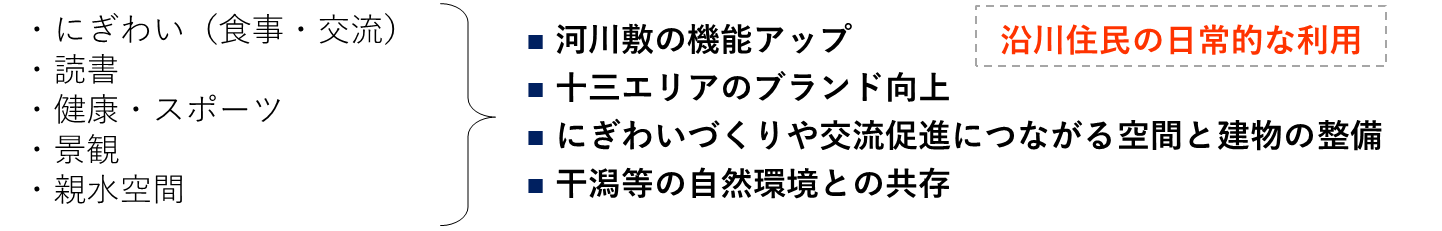 ・にぎわい（食事・交流）
・読書
・健康・スポーツ
・景観
・親水空間
■ 河川敷の機能アップ
■ 十三エリアのブランド向上
■ にぎわいづくりや交流促進につながる空間と建物の整備
■ 干潟等の自然環境との共存
沿川住民の日常的な利用